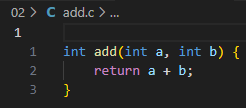 02 > add.c > ...
1
1 int add(int a, int b) {
2     return a + b;
3 }